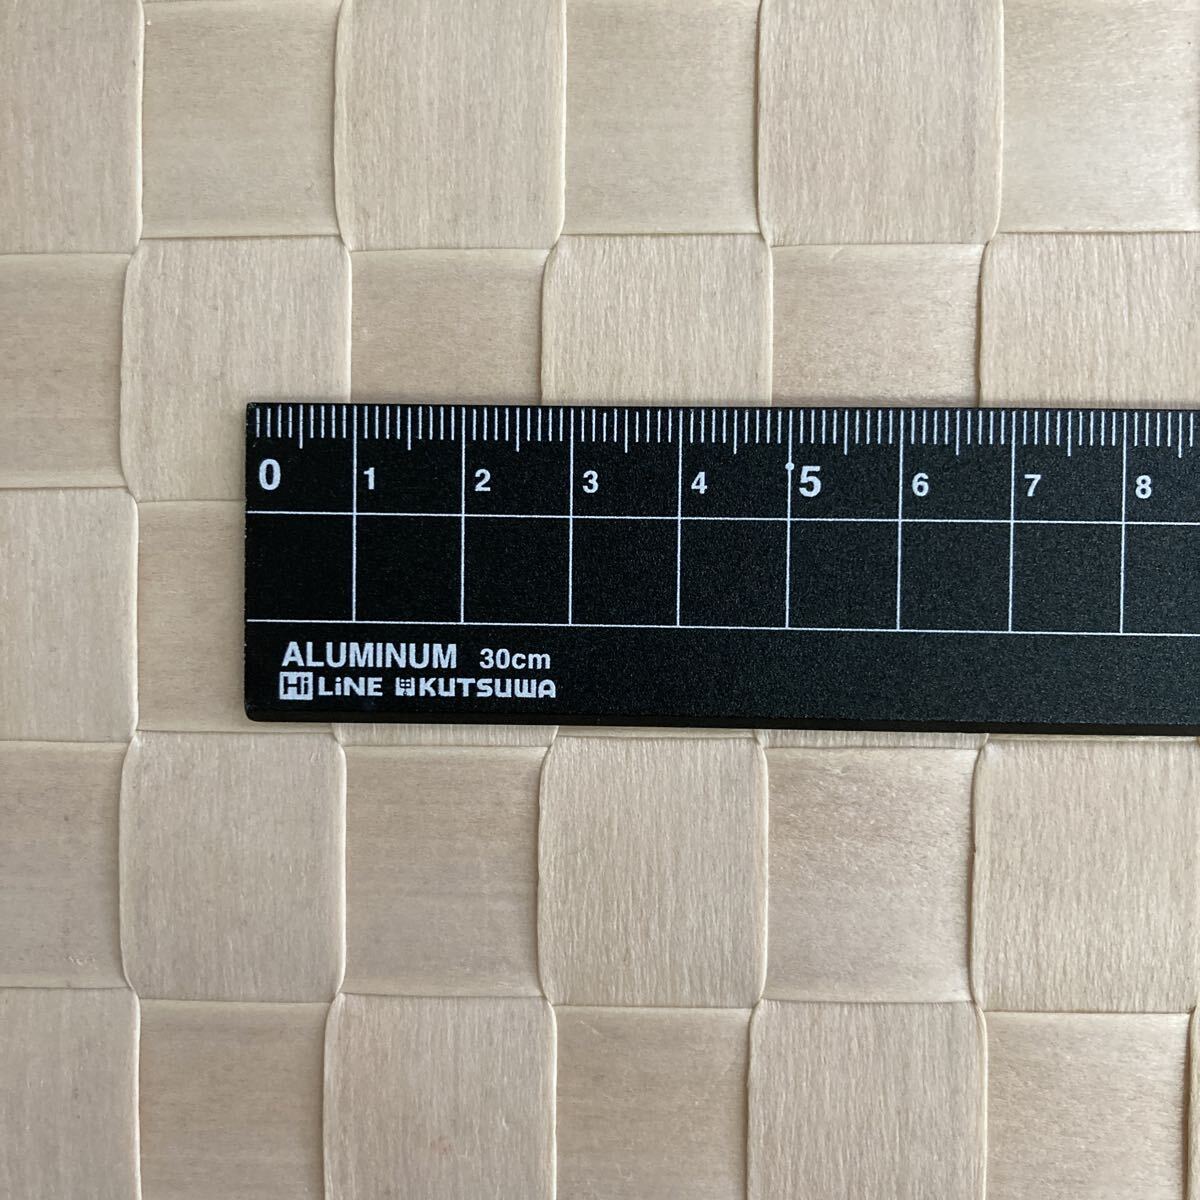 0 1 2 3 4 5 6 7 8
ALUMINUM 30cm
Hi LiNE KUTSUWA